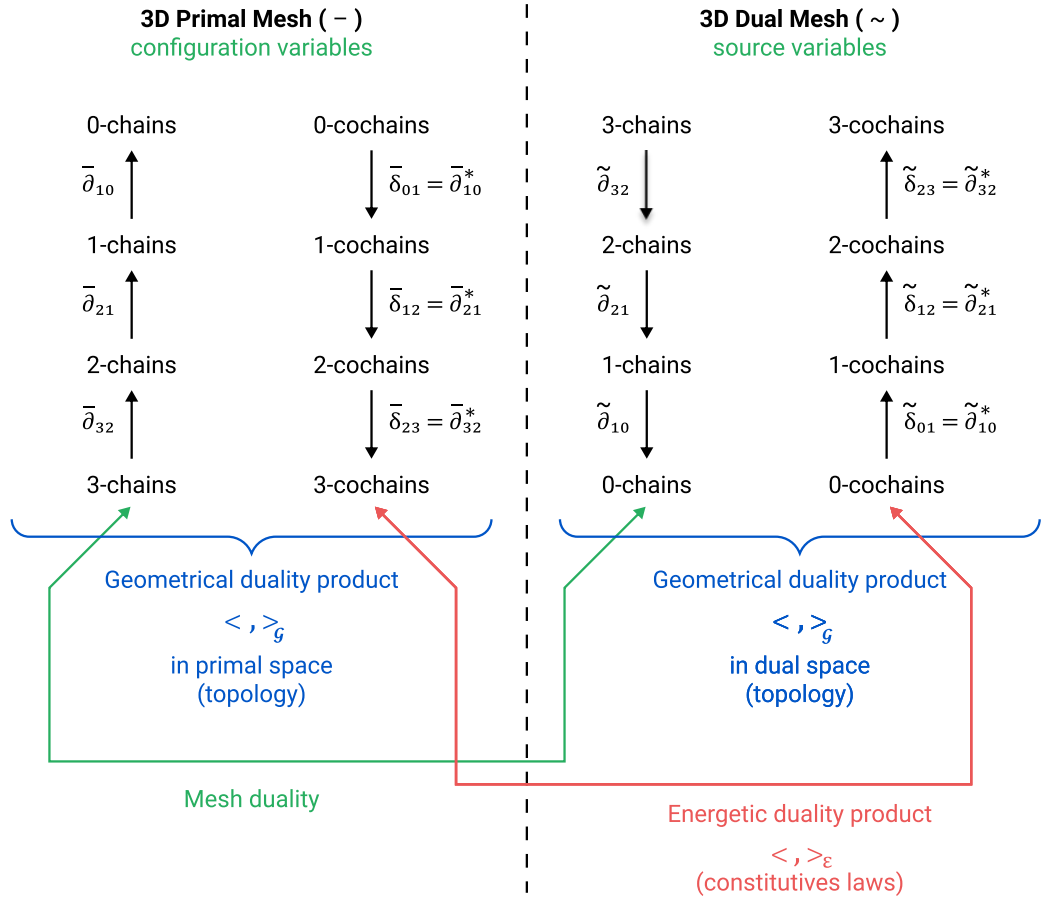 3D Primal Mesh ( − )
configuration variables
0-chains
0-cochains
∂̅₁₀
δ̅₀₁ = ∂̅*₁₀
1-chains
1-cochains
∂̅₂₁
δ̅₁₂ = ∂̅*₂₁
2-chains
2-cochains
∂̅₃₂
δ̅₂₃ = ∂̅*₃₂
3-chains
3-cochains
Geometrical duality product
< , >𝒢
in primal space
(topology)
Mesh duality
3D Dual Mesh ( ~ )
source variables
3-chains
3-cochains
∂̃₃₂
δ̃₂₃ = ∂̃*₃₂
2-chains
2-cochains
∂̃₂₁
δ̃₁₂ = ∂̃*₂₁
1-chains
1-cochains
∂̃₁₀
δ̃₀₁ = ∂̃*₁₀
0-chains
0-cochains
Geometrical duality product
< , >𝒢
in dual space
(topology)
Energetic duality product
< , >ε
(constitutives laws)